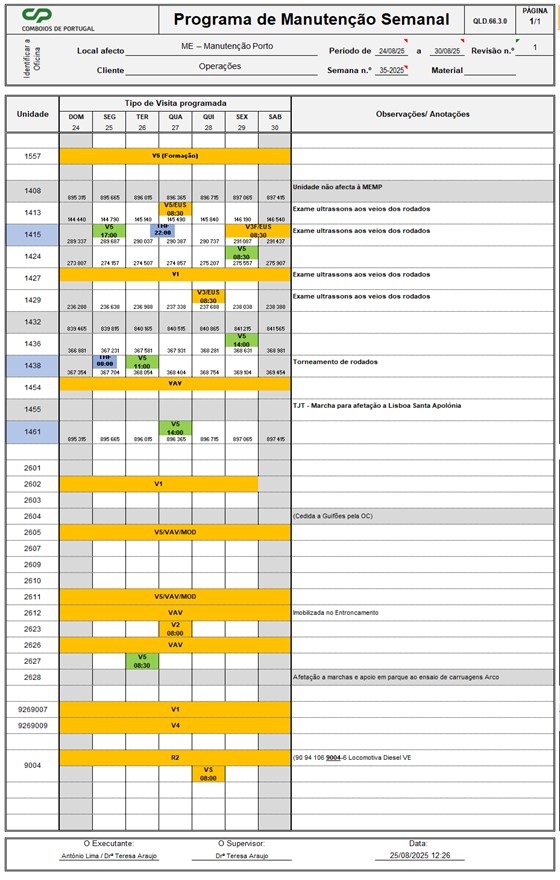 CP
COMBOIOS DE PORTUGAL
Programa de Manutenção Semanal
QLD.66.3.0
PÁGINA
1/1
Identificar a Oficina
Local afecto ME – Manutenção Porto Período de 24/08/25 a 30/08/25 Revisão n.º 1
Cliente Operações Semana n.º 35-2025 Material
Unidade Tipo de Visita programada Observações/ Anotações
DOM SEG TER QUA QUI SEX SAB
24 25 26 27 28 29 30
1557 V5 (Formação)
1408 Unidade não afecta à MEMP
895 315 895 665 896 015 896 365 896 715 897 065 897 415
1413 V5/EUS 08:30 Exame ultrassons aos veios dos rodados
144 440 144 790 145 140 145 490 145 840 146 190 146 540
1415 V5 17:00 22:00 V3F/EUS 08:30 Exame ultrassons aos veios dos rodados
289 337 289 687 290 037 290 387 290 737 291 087 291 437
1424 V5 08:30
273 807 274 157 274 507 274 857 275 207 275 557 275 907
1427 V1 Exame ultrassons aos veios dos rodados
1429 V3/EUS 08:30 Exame ultrassons aos veios dos rodados
236 288 236 638 236 988 237 338 237 688 238 038 238 388
1432
839 465 839 815 840 165 840 515 840 865 841 215 841 565
1436 V5 14:00
366 881 367 231 367 581 367 931 368 281 368 631 368 981
1438 00:00 V5 11:00 Torneamento de rodados
367 354 367 704 368 054 368 404 368 754 369 104 369 454
1454 VAV
1455 TJT - Marcha para afetação a Lisboa Santa Apolónia
1461 V5 14:00
895 315 895 665 896 015 896 365 896 715 897 065 897 415
2601
2602 V1
2603
2604 (Cedida a Guifões pela OC)
2605 V5/VAV/MOD
2607
2609
2610
2611 V5/VAV/MOD
2612 VAV Imobilizada no Entroncamento
2623 V2 08:00
2626 VAV
2627 V5 08:30
2628 Afetação a marchas e apoio em parque ao ensaio de carruagens Arco
9269007 V1
9269009 V4
9004 R2 (90 94 106 9004-6 Locomotiva Diesel VE
V5 08:00
O Executante: O Supervisor: Data:
António Lima / Drª Teresa Araujo Drª Teresa Araujo 25/08/2025 12:26